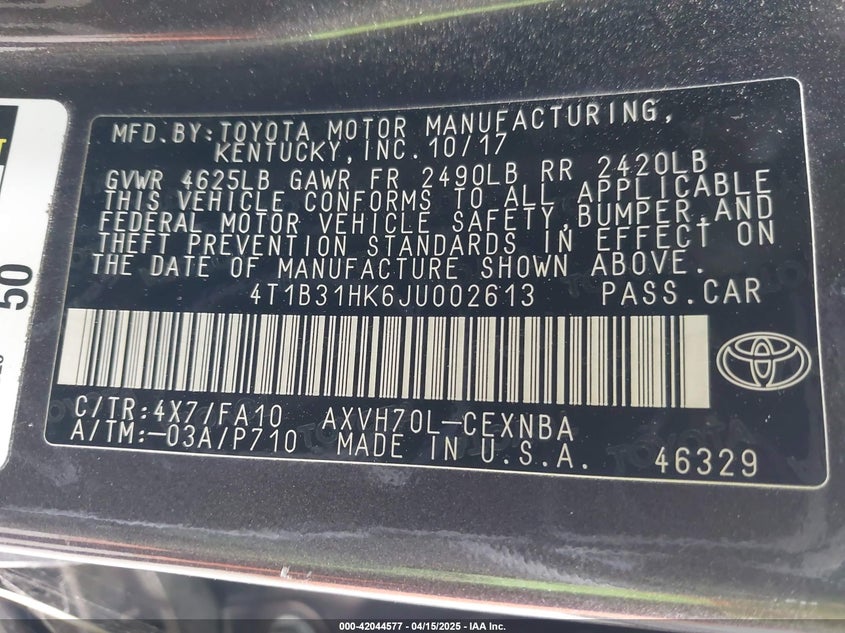 MFD.BY:TOYOTA MOTOR MANUFACTURING,
KENTUCKY,INC.10/17
GVWR 4625LB GAWR FR 2490LB RR 2420LB
THIS VEHICLE CONFORMS TO ALL APPLICABLE
FEDERAL MOTOR VEHICLE SAFETY,BUMPER,AND
THEFT PREVENTION STANDARDS IN EFFECT ON
THE DATE OF MANUFACTURE SHOWN ABOVE.
4T1B31HK6JU002613 PASS.CAR
C/TR:4X7/FA10 AXVH70L-CEXNBA
A/TM:-03A/P710 MADE IN U.S.A. 46329
50
000-42044577 - 04/15/2025 - IAA Inc.